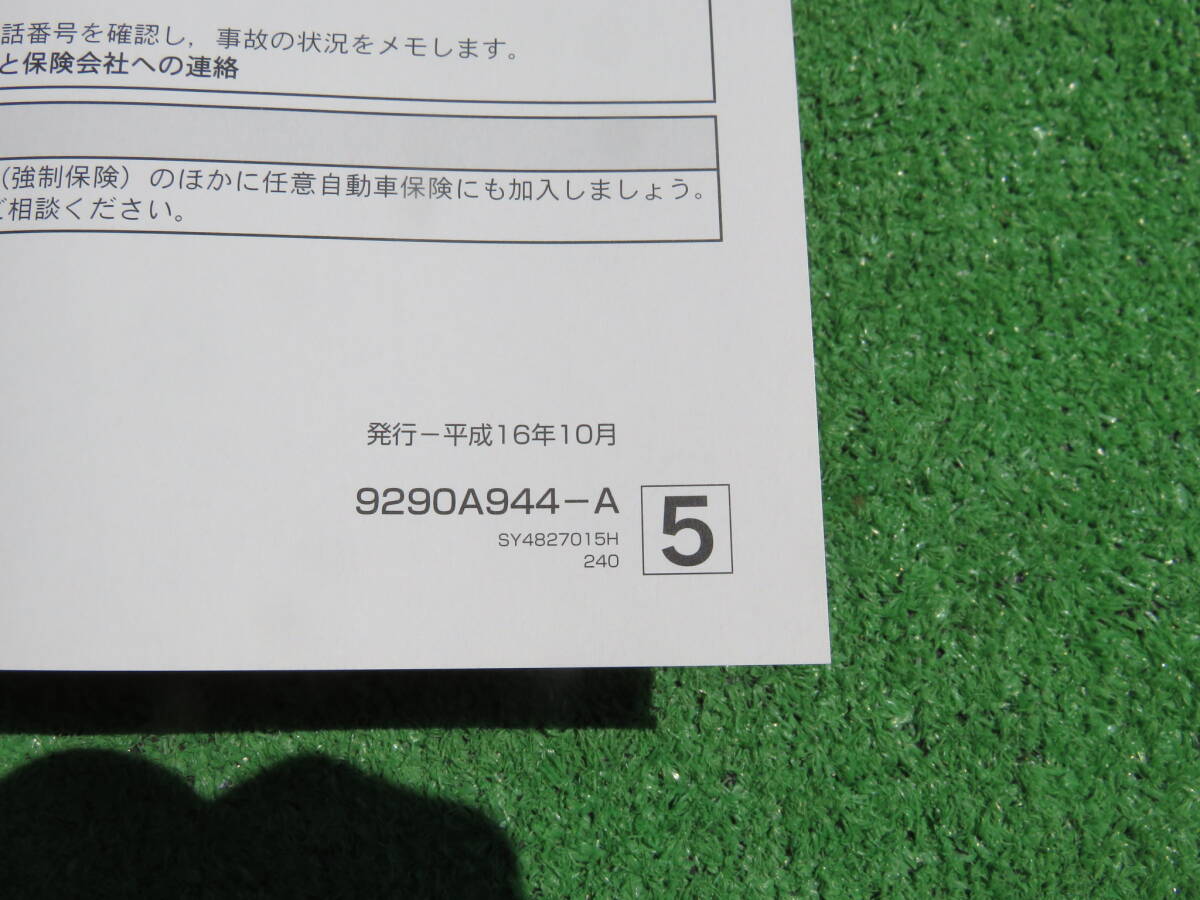 話番号を確認し，事故の状況をメモします。
と保険会社への連絡
（強制保険）のほかに任意自動車保険にも加入しましょう。
ご相談ください。
発行－平成16年10月
9290A944－A
5
SY4827015H
240